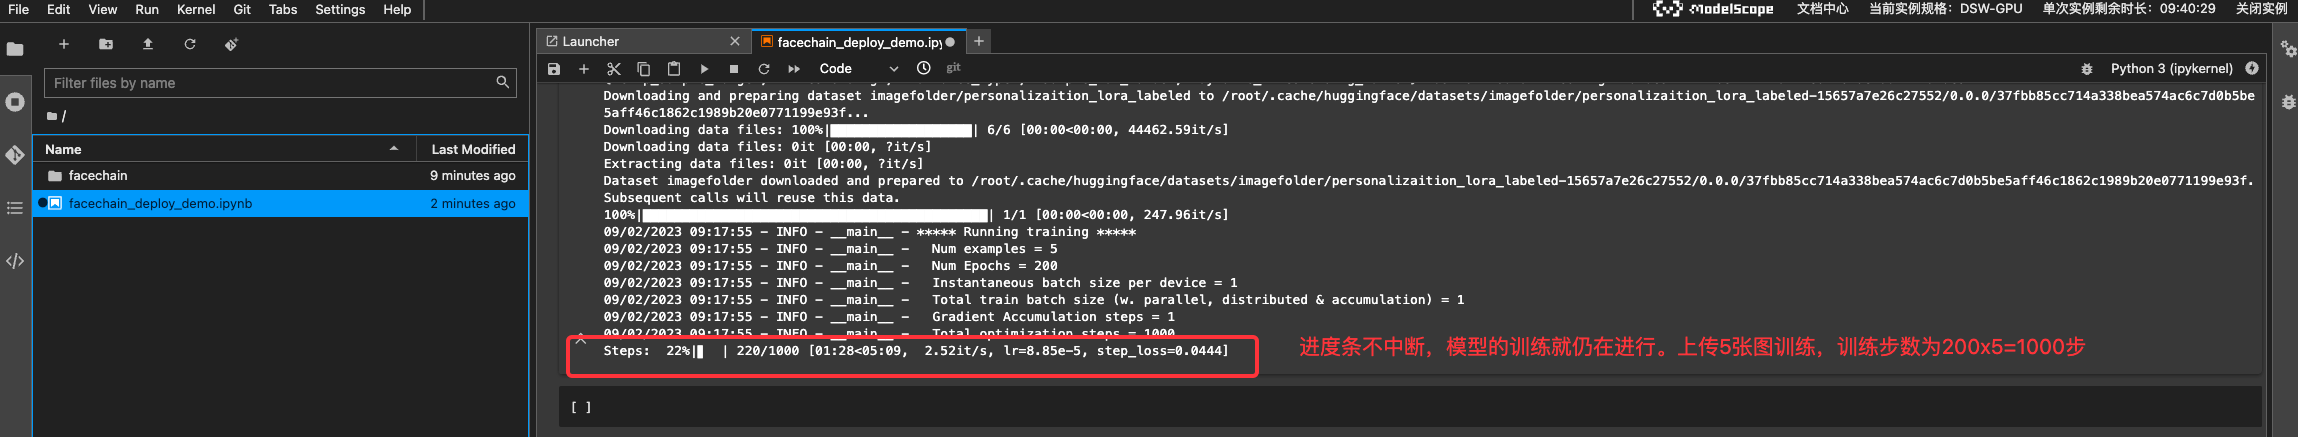 File Edit View Run Kernel Git Tabs Settings Help
ModelScope 文档中心 当前实例规格：DSW-GPU 单次实例剩余时长：09:40:29 关闭实例
Filter files by name
/
Name Last Modified
facechain 9 minutes ago
facechain_deploy_demo.ipynb 2 minutes ago
Launcher
facechain_deploy_demo.ipy
Code git Python 3 (ipykernel)
Downloading and preparing dataset imagefolder/personalizaition_lora_labeled to /root/.cache/huggingface/datasets/imagefolder/personalizaition_lora_labeled-15657a7e26c27552/0.0.0/37fbb85cc714a338bea574ac6c7d0b5be
5aff46c1862c1989b20e0771199e93f...
Downloading data files: 100%| | 6/6 [00:00<00:00, 44462.59it/s]
Downloading data files: 0it [00:00, ?it/s]
Extracting data files: 0it [00:00, ?it/s]
Dataset imagefolder downloaded and prepared to /root/.cache/huggingface/datasets/imagefolder/personalizaition_lora_labeled-15657a7e26c27552/0.0.0/37fbb85cc714a338bea574ac6c7d0b5be5aff46c1862c1989b20e0771199e93f.
Subsequent calls will reuse this data.
100%| | 1/1 [00:00<00:00, 247.96it/s]
09/02/2023 09:17:55 - INFO - __main__ - ***** Running training *****
09/02/2023 09:17:55 - INFO - __main__ - Num examples = 5
09/02/2023 09:17:55 - INFO - __main__ - Num Epochs = 200
09/02/2023 09:17:55 - INFO - __main__ - Instantaneous batch size per device = 1
09/02/2023 09:17:55 - INFO - __main__ - Total train batch size (w. parallel, distributed & accumulation) = 1
09/02/2023 09:17:55 - INFO - __main__ - Gradient Accumulation steps = 1
09/02/2023 09:17:55 - INFO - __main__ - Total optimization steps = 1000
Steps: 22%| | 220/1000 [01:28<05:09, 2.52it/s, lr=8.85e-5, step_loss=0.0444]
进度条不中断，模型的训练就仍在进行。上传5张图训练，训练步数为200x5=1000步
[ ]